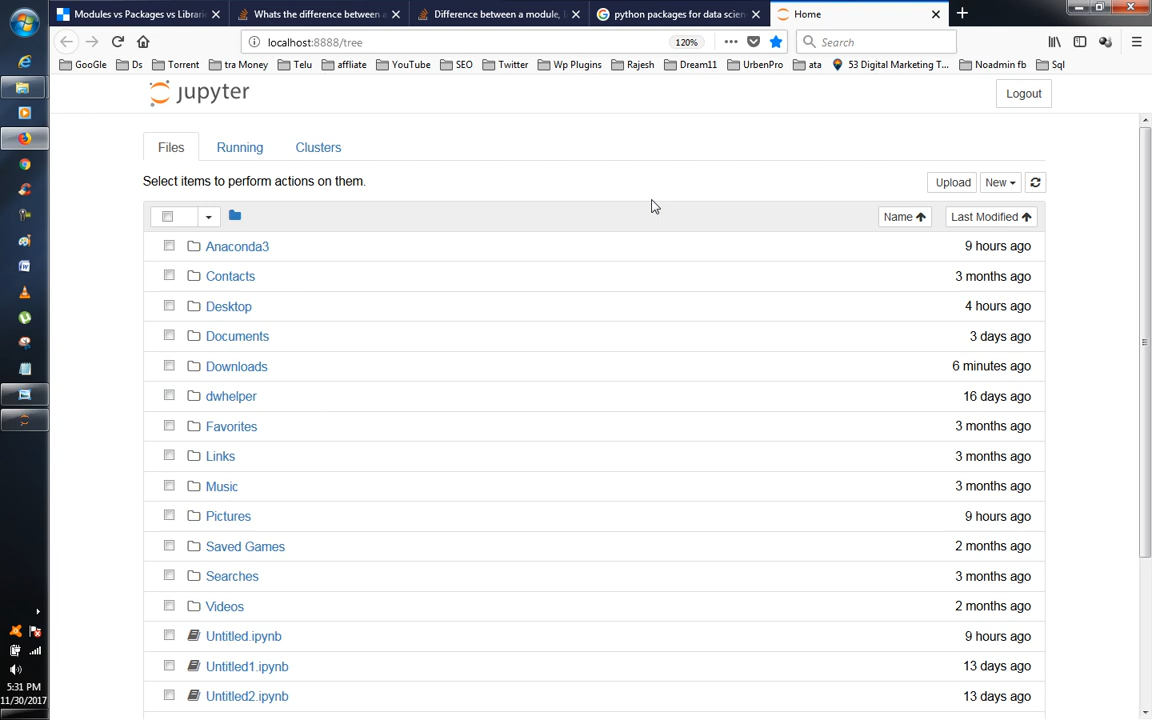 Modules vs Packages vs Librari
Whats the difference between a
Difference between a module, l
python packages for data scien
Home
localhost:8888/tree
120%
Search
GooGle
Ds
Torrent
tra Money
Telu
affliate
YouTube
SEO
Twitter
Wp Plugins
Rajesh
Dream11
UrbenPro
ata
53 Digital Marketing T...
Noadmin fb
Sql
jupyter
Logout
Files
Running
Clusters
Select items to perform actions on them.
Upload
New
Name
Last Modified
Anaconda3 9 hours ago
Contacts 3 months ago
Desktop 4 hours ago
Documents 3 days ago
Downloads 6 minutes ago
dwhelper 16 days ago
Favorites 3 months ago
Links 3 months ago
Music 3 months ago
Pictures 9 hours ago
Saved Games 2 months ago
Searches 3 months ago
Videos 2 months ago
Untitled.ipynb 9 hours ago
Untitled1.ipynb 13 days ago
Untitled2.ipynb 13 days ago
5:31 PM
11/30/2017